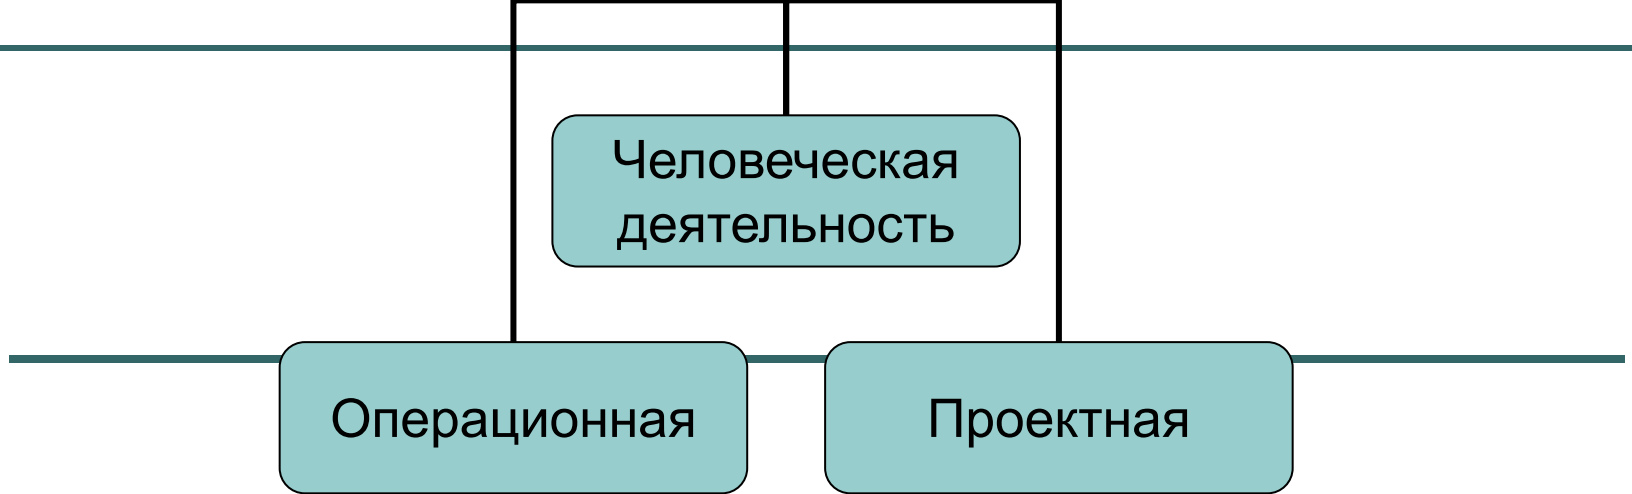 Человеческая
деятельность
Операционная
Проектная